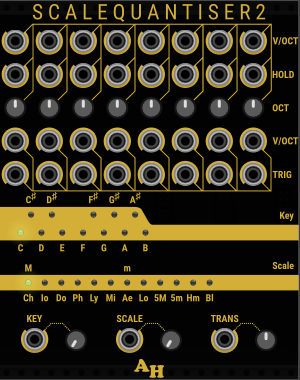 SCALEQUANTISER2
V/OCT
HOLD
OCT
V/OCT
TRIG
C# D# F# G# A#
Key
C D E F G A B
Scale
M m
Ch Io Do Ph Ly Mi Ae Lo 5M 5m Hm Bl
KEY SCALE TRANS
AH